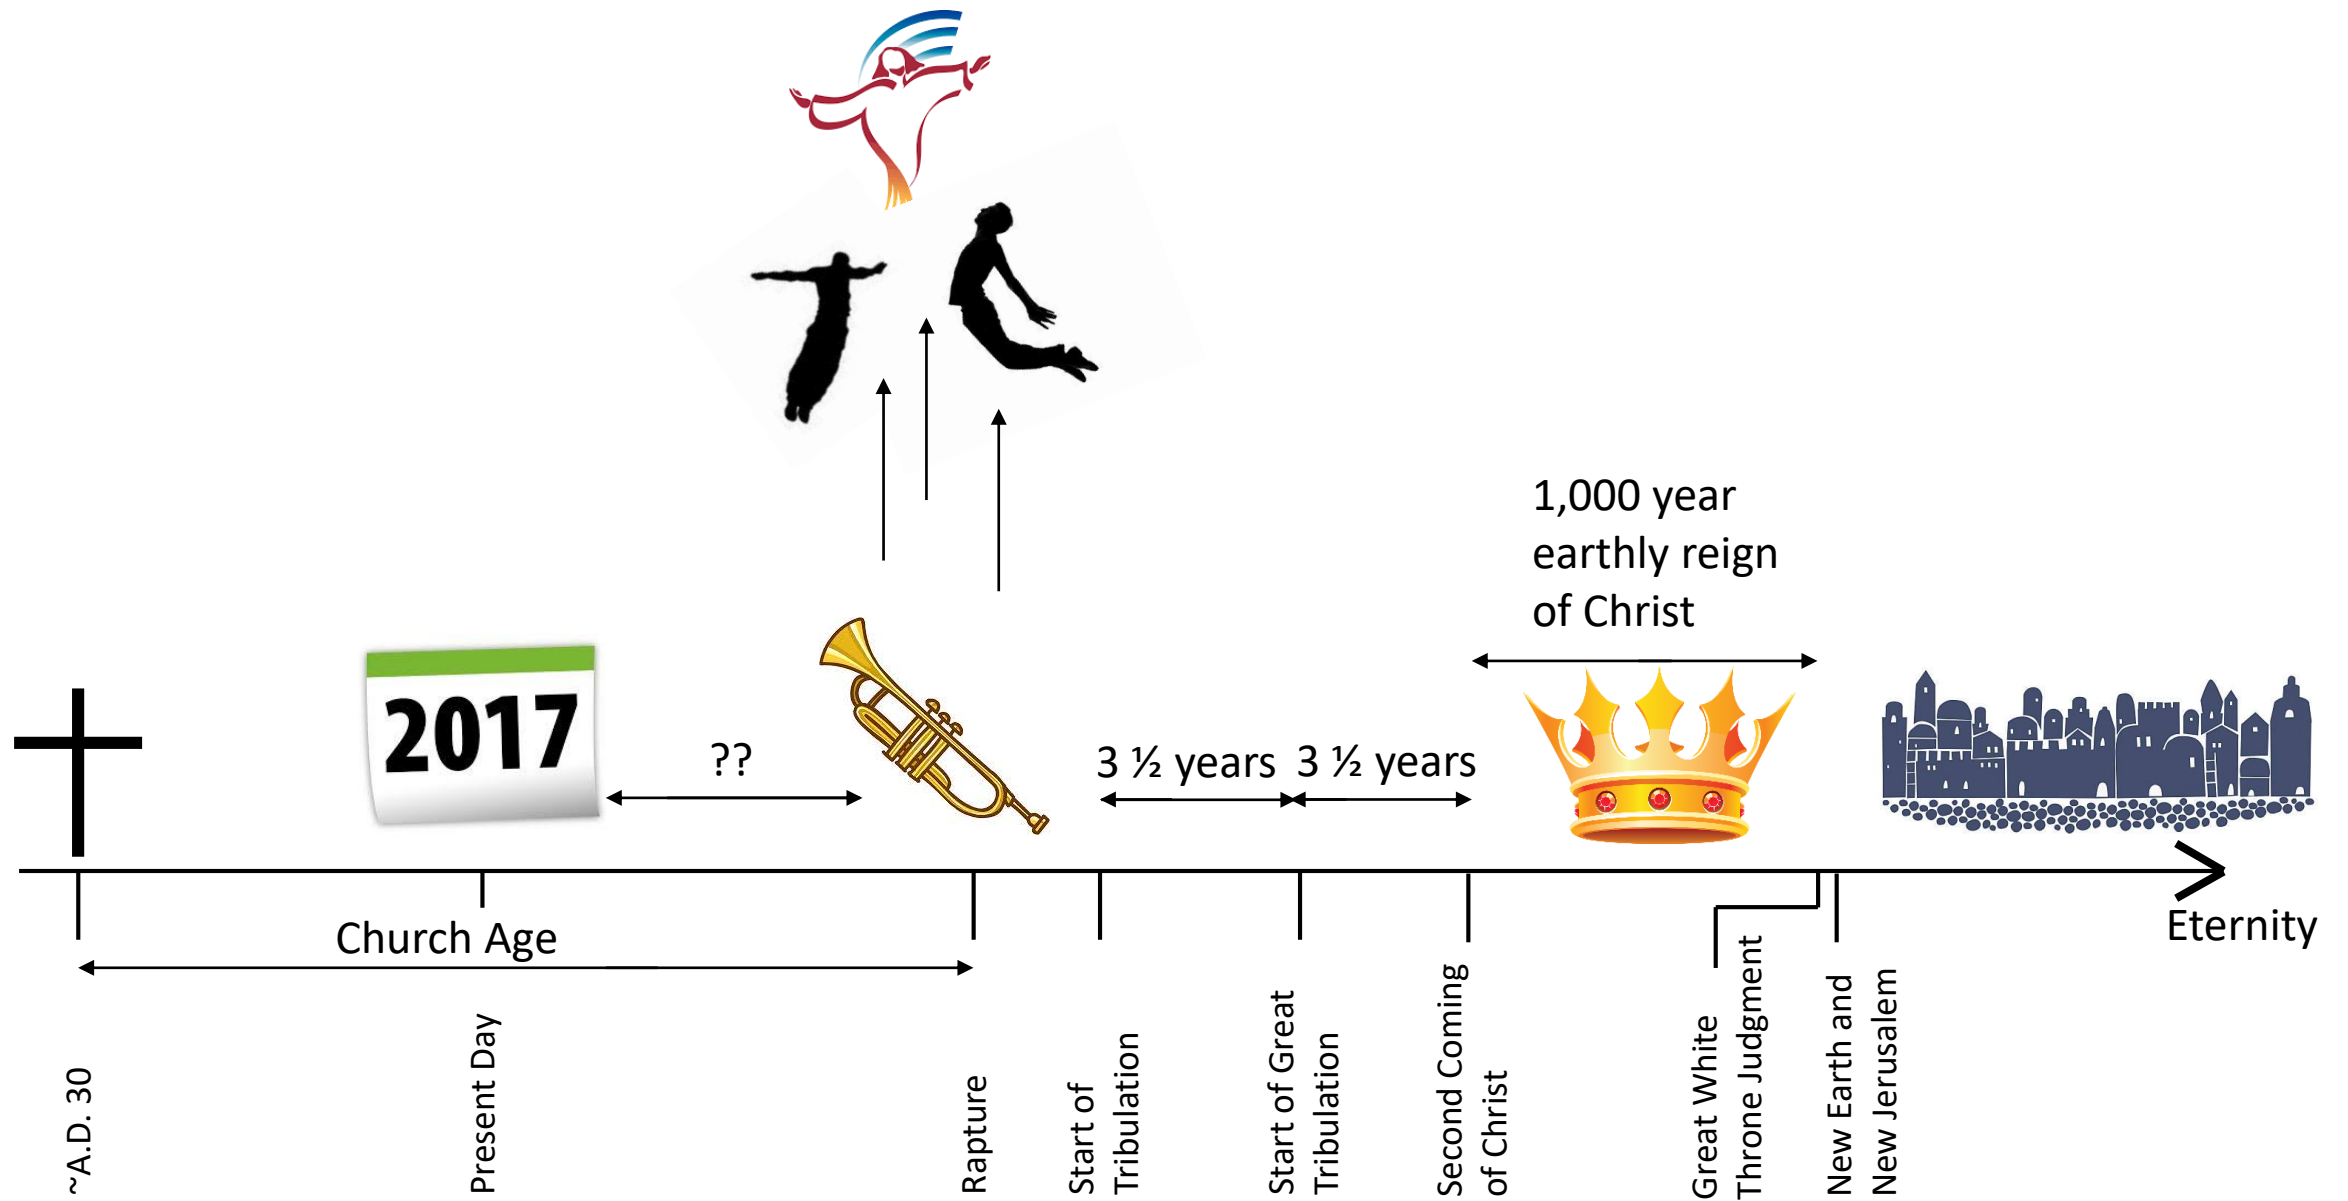 1,000 year
earthly reign
of Christ
2017
??
3 ½ years
3 ½ years
Church Age
Eternity
~A.D. 30
Present Day
Rapture
Start of
Tribulation
Start of Great
Tribulation
Second Coming
of Christ
Great White
Throne Judgment
New Earth and
New Jerusalem